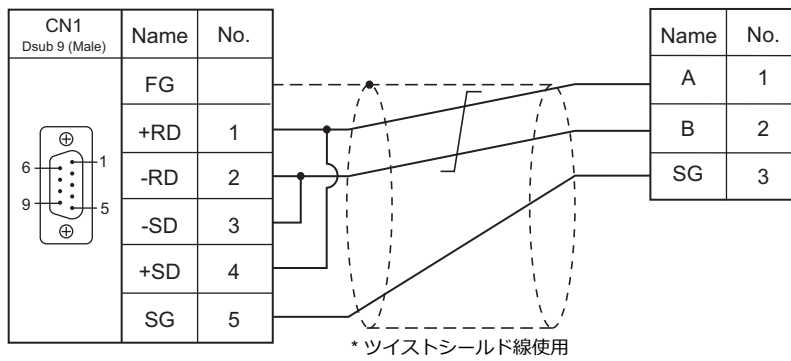 CN1
Dsub 9 (Male)
Name No.
FG
+RD 1
-RD 2
-SD 3
+SD 4
SG 5
6 1
9 5
Name No.
A 1
B 2
SG 3
* ツイストシールド線使用